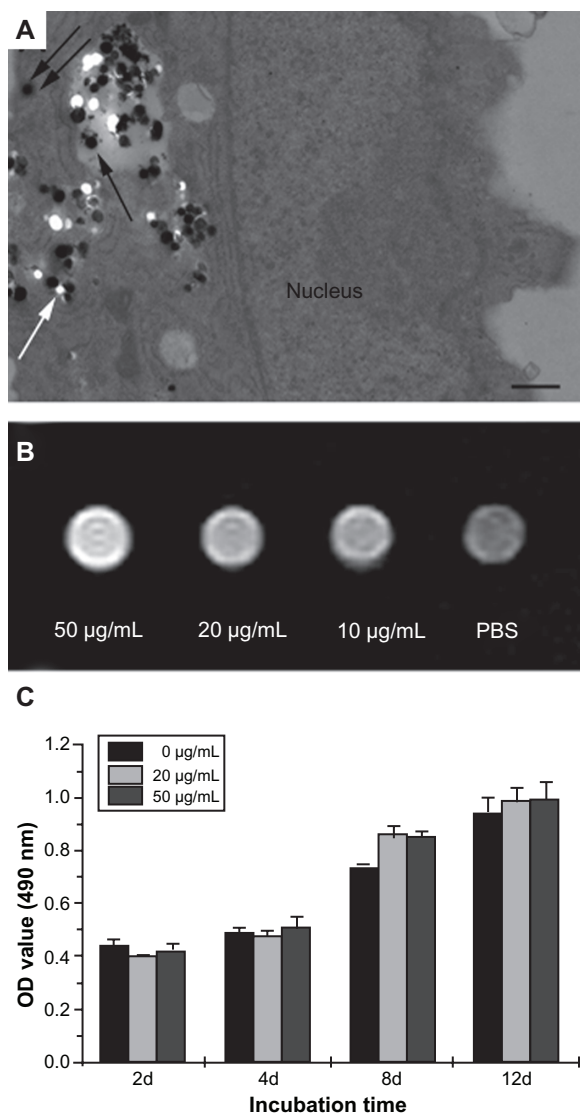 A
Nucleus
B
50 µg/mL 20 µg/mL 10 µg/mL PBS
C
1.2
1.0
0.8
0.6
0.4
0.2
0.0
OD value (490 nm)
0 µg/mL
20 µg/mL
50 µg/mL
2d 4d 8d 12d
Incubation time